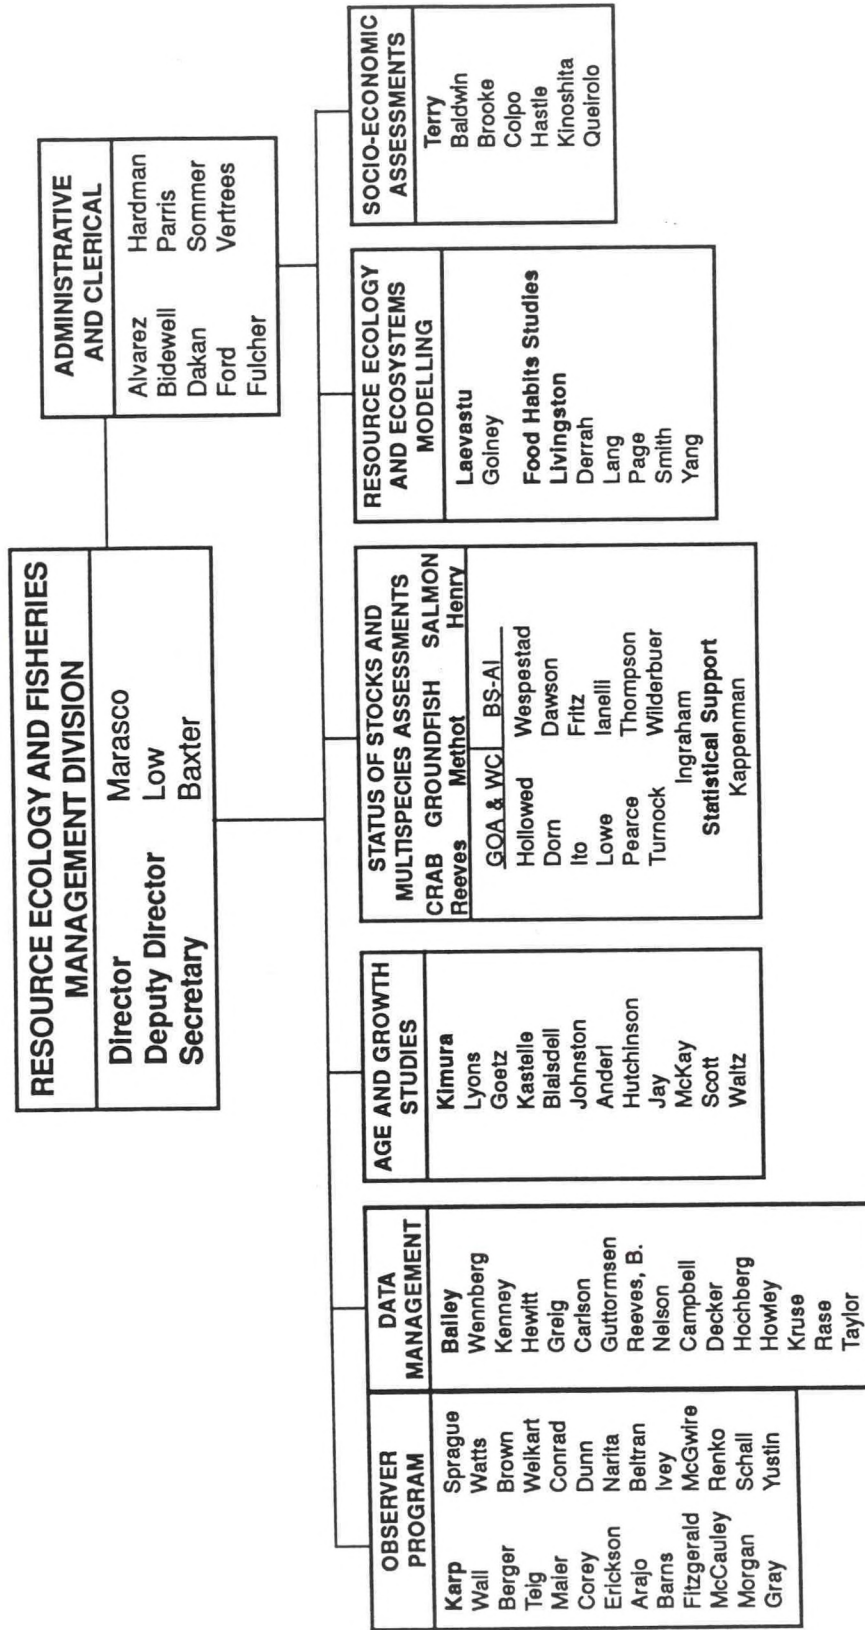 RESOURCE ECOLOGY AND FISHERIES
MANAGEMENT DIVISION
Director Marasco
Deputy Director Low
Secretary Baxter
ADMINISTRATIVE
AND CLERICAL
Alvarez Hardman
Bidewell Parris
Dakan Sommer
Ford Vertrees
Fulcher
OBSERVER
PROGRAM
Karp Sprague
Wall Watts
Berger Brown
Teig Weikart
Maier Conrad
Corey Dunn
Erickson Narita
Arajo Beltran
Barns Ivey
Fitzgerald McGwire
McCauley Renko
Morgan Schall
Gray Yustin
DATA
MANAGEMENT
Bailey
Wennberg
Kenney
Hewitt
Greig
Carlson
Guttormsen
Reeves, B.
Nelson
Campbell
Decker
Hochberg
Howley
Kruse
Rase
Taylor
AGE AND GROWTH
STUDIES
Kimura
Lyons
Goetz
Kastelle
Blaisdell
Johnston
Anderl
Hutchinson
Jay
McKay
Scott
Waltz
STATUS OF STOCKS AND
MULTISPECIES ASSESSMENTS
CRAB GROUNDFISH SALMON
Reeves Methot Henry
GOA & WC BS-AI
Hollowed Wespestad
Dorn Dawson
Ito Fritz
Lowe Ianelli
Pearce Thompson
Turnock Wilderbuer
Ingraham
Statistical Support
Kappenman
RESOURCE ECOLOGY
AND ECOSYSTEMS
MODELLING
Laevastu
Golney
Food Habits Studies
Livingston
Derrah
Lang
Page
Smith
Yang
SOCIO-ECONOMIC
ASSESSMENTS
Terry
Baldwin
Brooke
Colpo
Hastle
Kinoshita
Queirolo